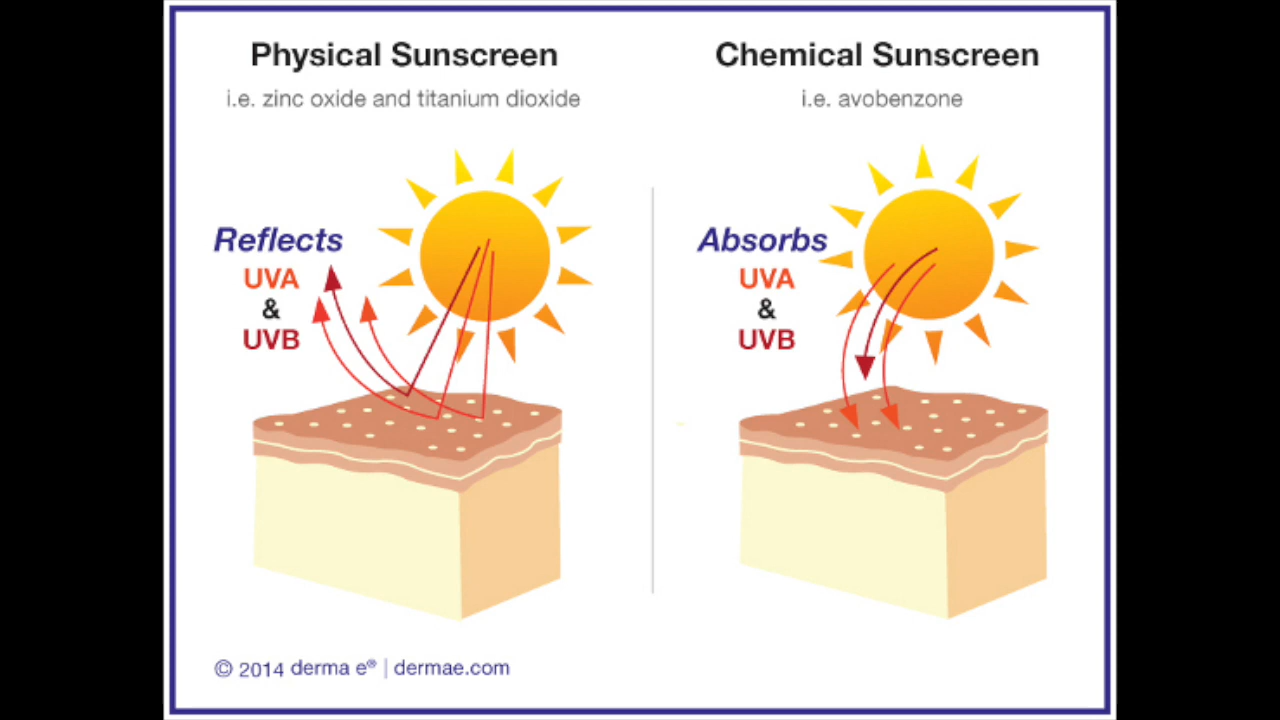 Physical Sunscreen
i.e. zinc oxide and titanium dioxide
Reflects
UVA
&
UVB
Chemical Sunscreen
i.e. avobenzone
Absorbs
UVA
&
UVB
© 2014 derma e® | dermae.com